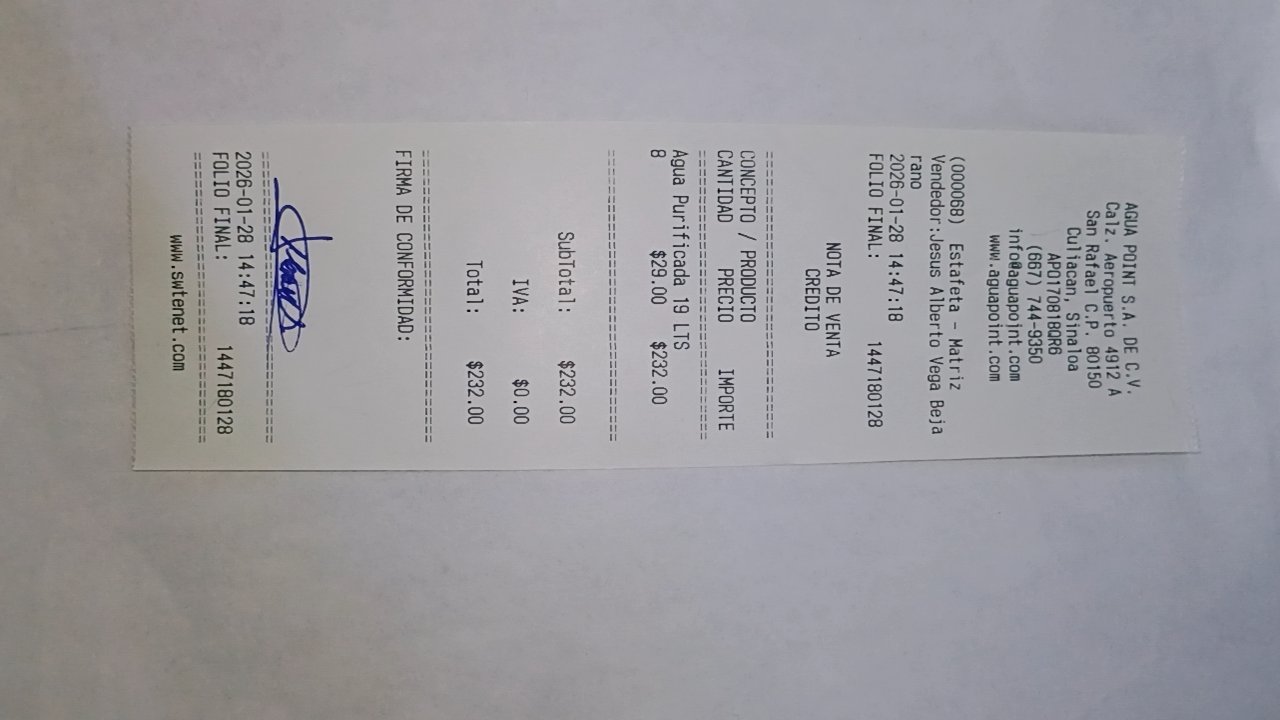 AGUA POINT S.A. DE C.V.
Calz. Aeropuerto 4912 A
San Rafael C.P. 80150
Culiacan, Sinaloa
APO170818QR6
(667) 744-9350
info@aguapoint.com
www.aguapoint.com
(000068) Estafeta - Matriz
Vendedor:Jesus Alberto Vega Beja
rano
2026-01-28 14:47:18
FOLIO FINAL: 1447180128
NOTA DE VENTA
CREDITO
================================
CONCEPTO / PRODUCTO
CANTIDAD PRECIO IMPORTE
================================
Agua Purificada 19 LTS
8 $29.00 $232.00
================================
SubTotal: $232.00
IVA: $0.00
Total: $232.00
================================
FIRMA DE CONFORMIDAD:
================================
2026-01-28 14:47:18
FOLIO FINAL: 1447180128
================================
www.swtenet.com